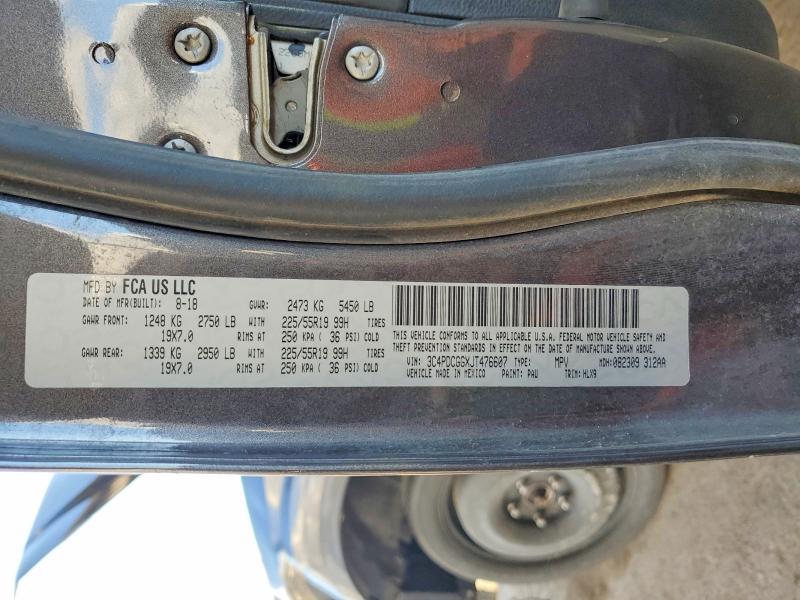 MFD BY FCA US LLC
DATE OF MFR(BUILT): 8-18 GVWR: 2473 KG 5450 LB
GAWR FRONT: 1248 KG 2750 LB WITH 225/55R19 99H TIRES
19X7.0 RIMS AT 250 KPA ( 36 PSI) COLD
GAWR REAR: 1339 KG 2950 LB WITH 225/55R19 99H TIRES
19X7.0 RIMS AT 250 KPA ( 36 PSI) COLD
THIS VEHICLE CONFORMS TO ALL APPLICABLE U.S.A. FEDERAL MOTOR VEHICLE SAFETY AND
THEFT PREVENTION STANDARDS IN EFFECT ON THE DATE OF MANUFACTURE SHOWN ABOVE.
VIN: 3C4PDCGGXJT476607 TYPE: MPV MDH: 082309 312AA
VEHICLE MADE IN MEXICO PAINT: PAU TRIM: HLX9